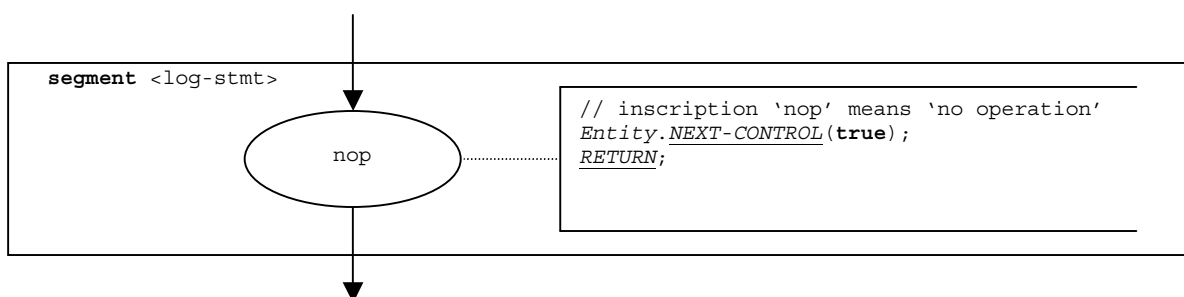 segment <log-stmt>
nop
// inscription ‘nop’ means ‘no operation’
Entity.NEXT-CONTROL(true);
RETURN;